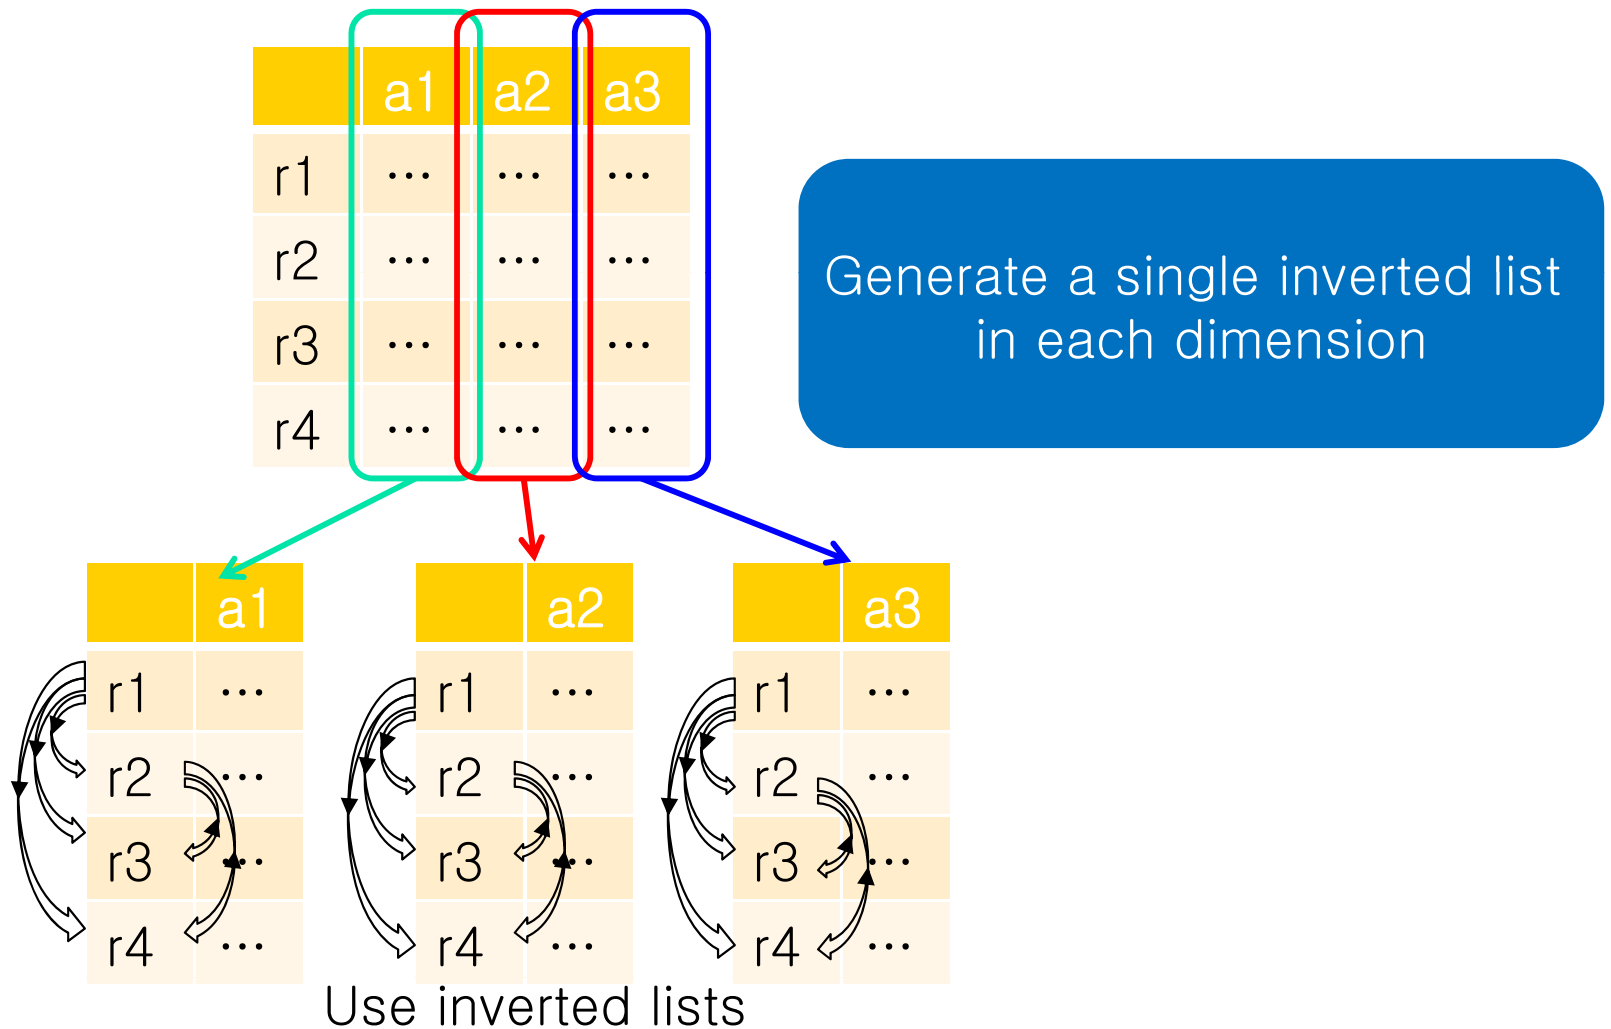 a1 a2 a3
r1 ... ... ...
r2 ... ... ...
r3 ... ... ...
r4 ... ... ...
Generate a single inverted list
in each dimension
a1
r1 ...
r2 ...
r3 ...
r4 ...
a2
r1 ...
r2 ...
r3 ...
r4 ...
a3
r1 ...
r2 ...
r3 ...
r4 ...
Use inverted lists